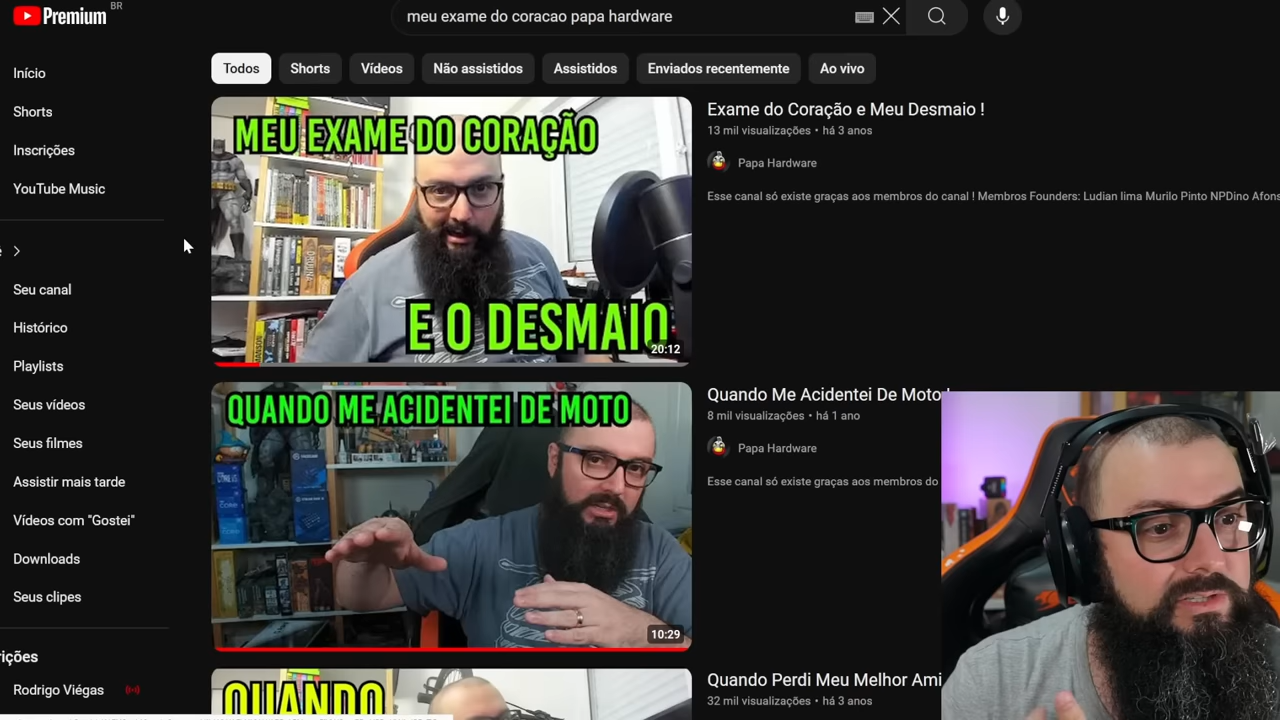 Premium BR
meu exame do coracao papa hardware
Início
Shorts
Inscrições
YouTube Music
Seu canal
Histórico
Playlists
Seus vídeos
Seus filmes
Assistir mais tarde
Vídeos com "Gostei"
Downloads
Seus clipes
rições
Rodrigo Viégas
Todos
Shorts
Vídeos
Não assistidos
Assistidos
Enviados recentemente
Ao vivo
MEU EXAME DO CORAÇÃO
E O DESMAIO
20:12
Exame do Coração e Meu Desmaio !
13 mil visualizações • há 3 anos
Papa Hardware
Esse canal só existe graças aos membros do canal ! Membros Founders: Ludian lima Murilo Pinto NPDino Afons
QUANDO ME ACIDENTEI DE MOTO
10:29
Quando Me Acidentei De Moto
8 mil visualizações • há 1 ano
Papa Hardware
Esse canal só existe graças aos membros do
QUANDO
Quando Perdi Meu Melhor Ami
32 mil visualizações • há 3 anos